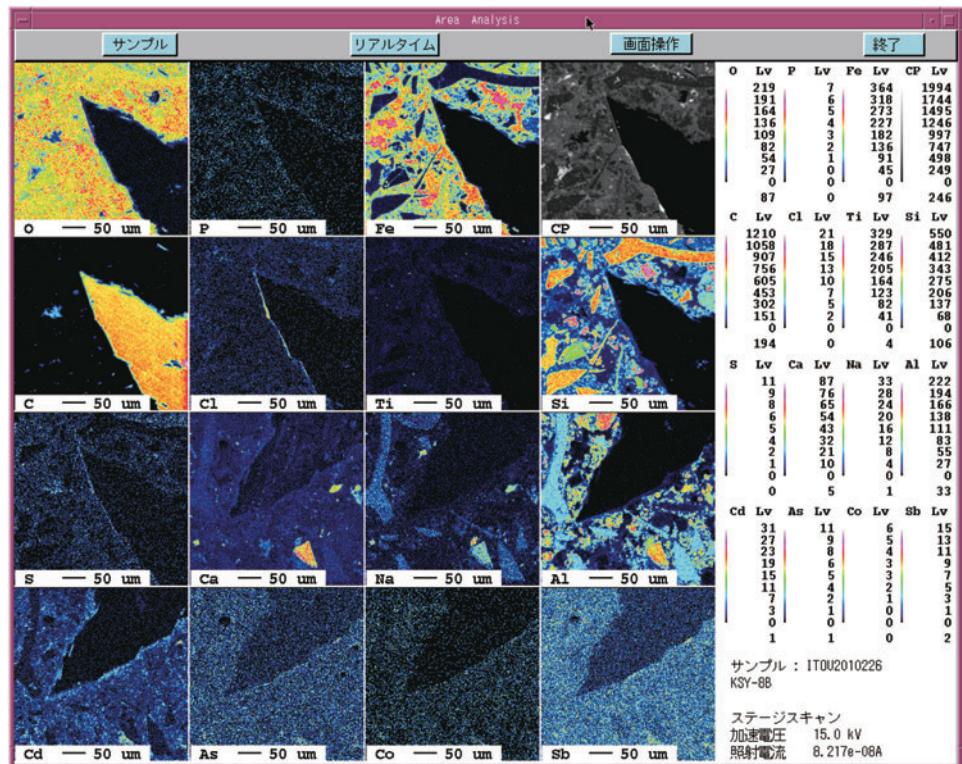 Area Analysis
サンプル リアルタイム 画面操作 終了
O 50 um P 50 um Fe 50 um CP 50 um
C 50 um Cl 50 um Ti 50 um Si 50 um
S 50 um Ca 50 um Na 50 um Al 50 um
Cd 50 um As 50 um Co 50 um Sb 50 um
O Lv P Lv Fe Lv CP Lv
219 7 364 1994
191 6 318 1744
164 5 273 1495
136 4 227 1246
109 3 182 997
82 2 136 747
54 1 91 498
27 0 45 249
0 0 0 0
87 0 97 246
C Lv Cl Lv Ti Lv Si Lv
1210 21 329 550
1058 18 287 481
907 15 246 412
756 13 205 343
605 10 164 275
453 7 123 206
302 5 82 137
151 2 41 68
0 0 0 0
194 0 4 106
S Lv Ca Lv Na Lv Al Lv
11 87 33 222
9 76 28 194
8 65 24 166
6 54 20 138
5 43 16 111
4 32 12 83
2 21 8 55
1 10 4 27
0 0 0 0
0 5 1 33
Cd Lv As Lv Co Lv Sb Lv
31 11 6 15
27 9 5 13
23 8 4 11
19 6 3 9
15 5 3 7
11 4 2 5
7 2 1 3
3 1 0 1
0 0 0 0
1 1 0 2
サンプル : ITOU2010226
KSY-8B
ステージスキャン
加速電圧 15.0 kV
照射電流 8.217e-08A